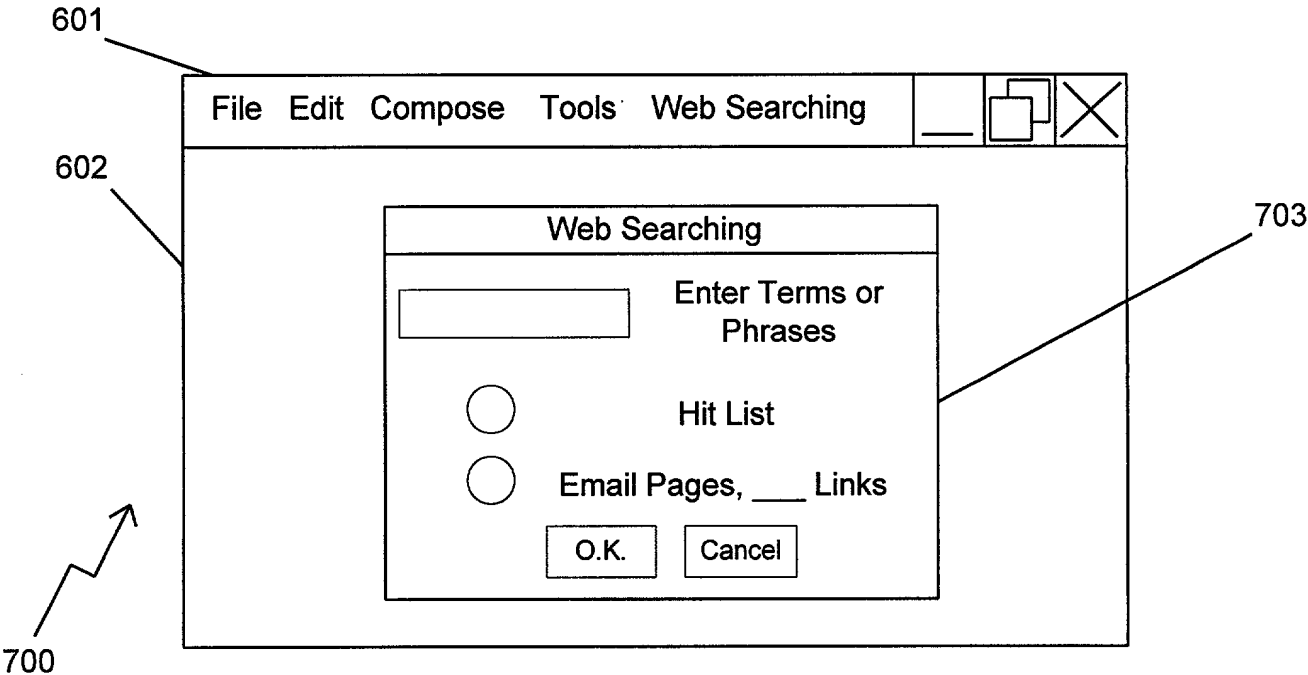 601
File Edit Compose Tools Web Searching
602
703
Web Searching
Enter Terms or
Phrases
Hit List
Email Pages, ___ Links
O.K. Cancel
700